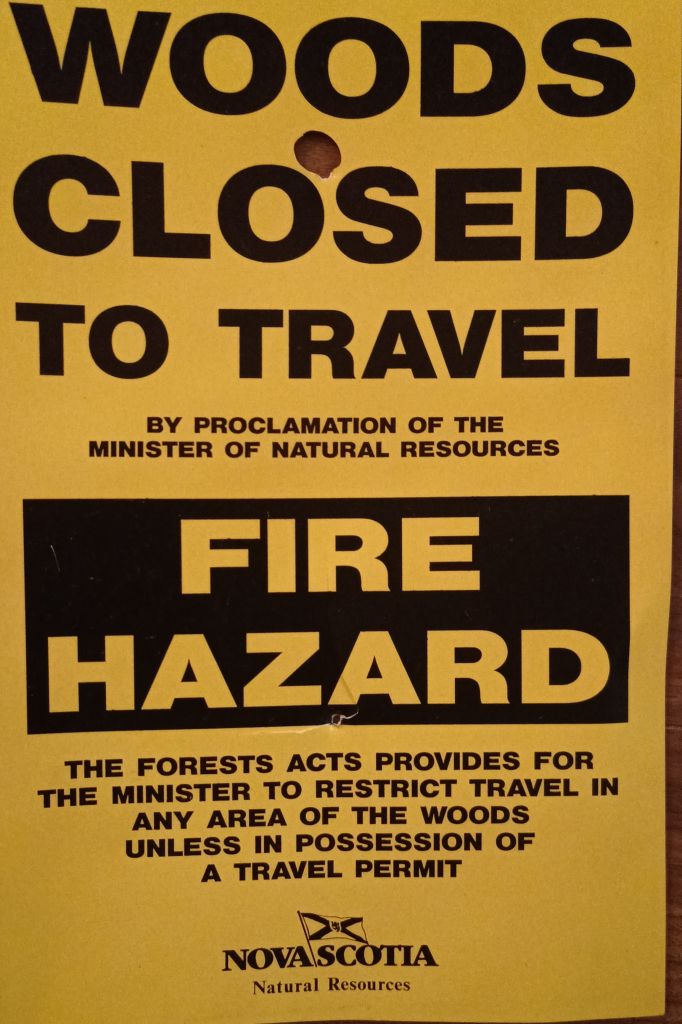 WOODS
CLOSED
TO TRAVEL
BY PROCLAMATION OF THE
MINISTER OF NATURAL RESOURCES
FIRE
HAZARD
THE FORESTS ACTS PROVIDES FOR
THE MINISTER TO RESTRICT TRAVEL IN
ANY AREA OF THE WOODS
UNLESS IN POSSESSION OF
A TRAVEL PERMIT
NOVA SCOTIA
Natural Resources